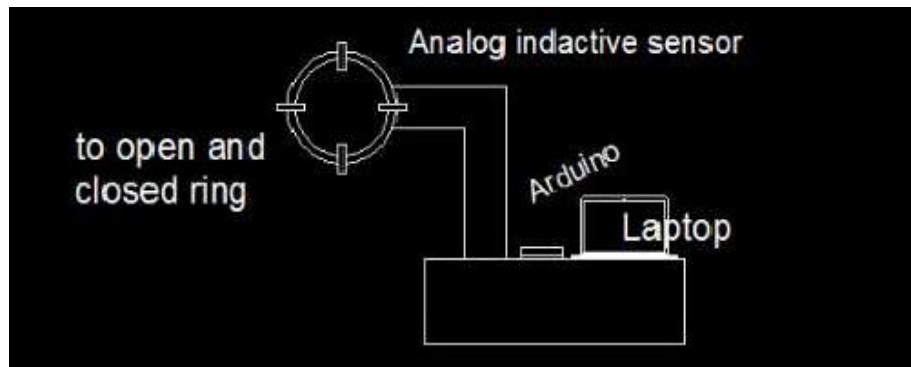 Analog indactive sensor
to open and
closed ring
Arduino
Laptop